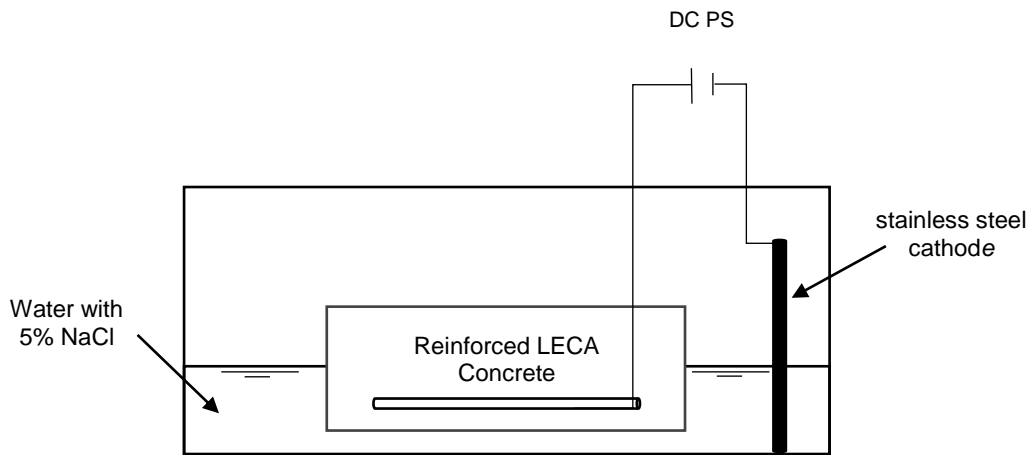 DC PS
stainless steel
cathode
Water with
5% NaCl
Reinforced LECA
Concrete